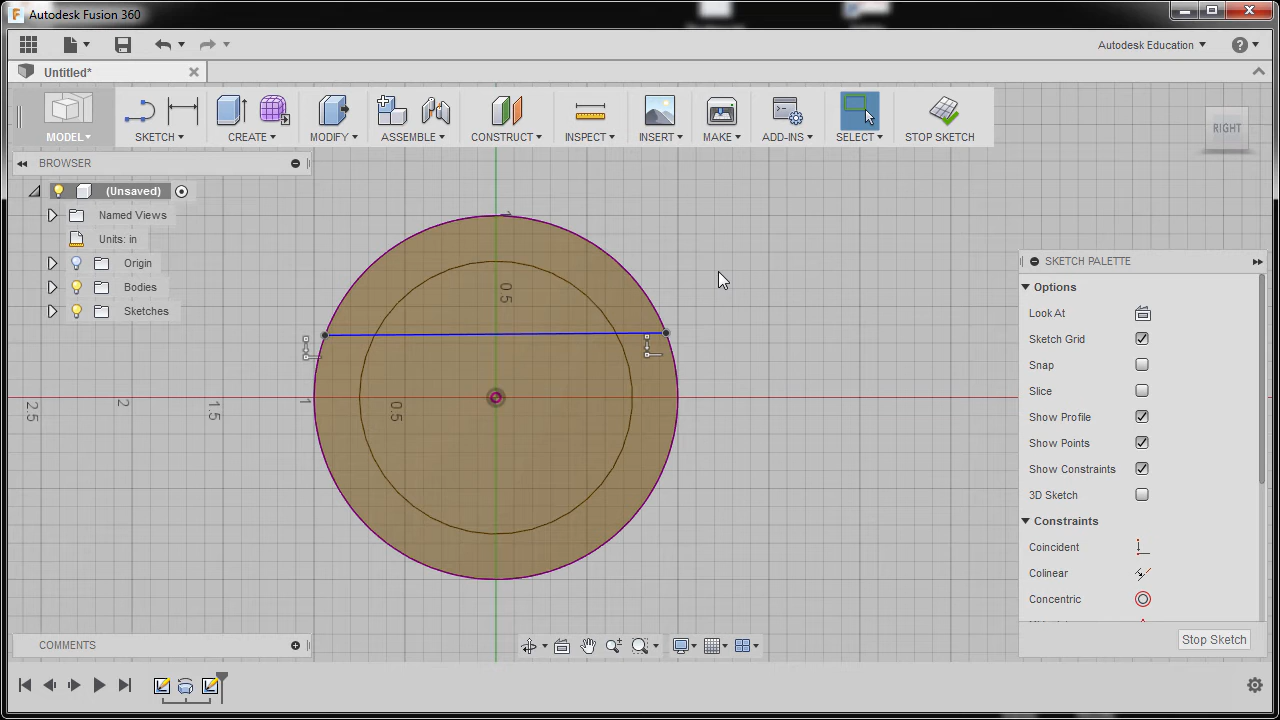 Autodesk Fusion 360
Autodesk Education
Untitled*
MODEL
SKETCH
CREATE
MODIFY
ASSEMBLE
CONSTRUCT
INSPECT
INSERT
MAKE
ADD-INS
SELECT
STOP SKETCH
RIGHT
BROWSER
(Unsaved)
Named Views
Units: in
Origin
Bodies
Sketches
1
0.5
2.5
2
1.5
1
0.5
SKETCH PALETTE
Options
Look At
Sketch Grid
Snap
Slice
Show Profile
Show Points
Show Constraints
3D Sketch
Constraints
Coincident
Colinear
Concentric
Stop Sketch
COMMENTS